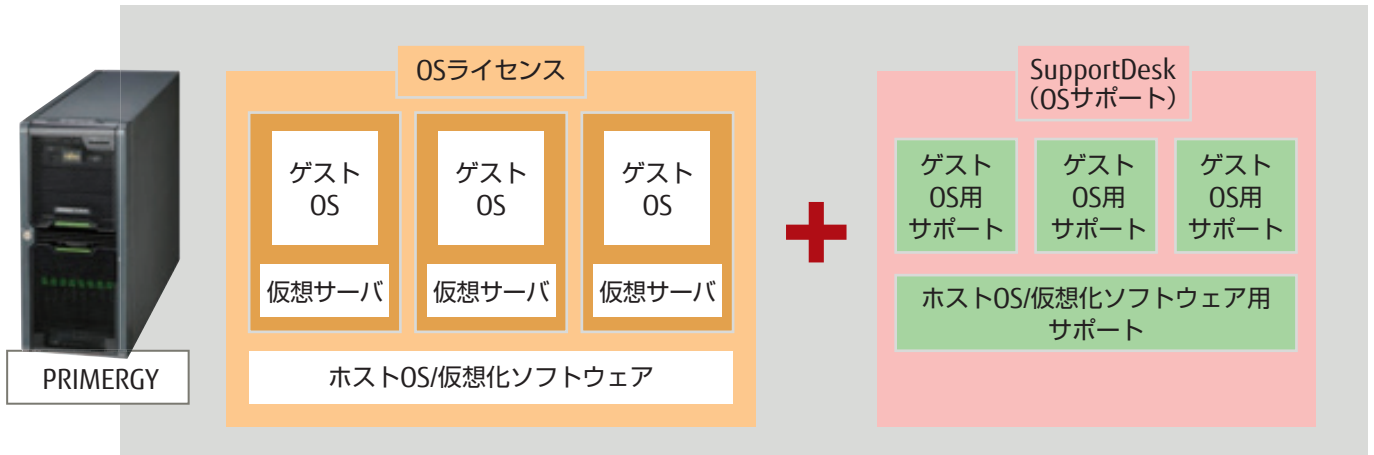 OSライセンス
ゲスト
OS
仮想サーバ
ゲスト
OS
仮想サーバ
ゲスト
OS
仮想サーバ
ホストOS/仮想化ソフトウェア
PRIMERGY
SupportDesk
（OSサポート）
ゲスト
OS用
サポート
ゲスト
OS用
サポート
ゲスト
OS用
サポート
ホストOS/仮想化ソフトウェア用
サポート